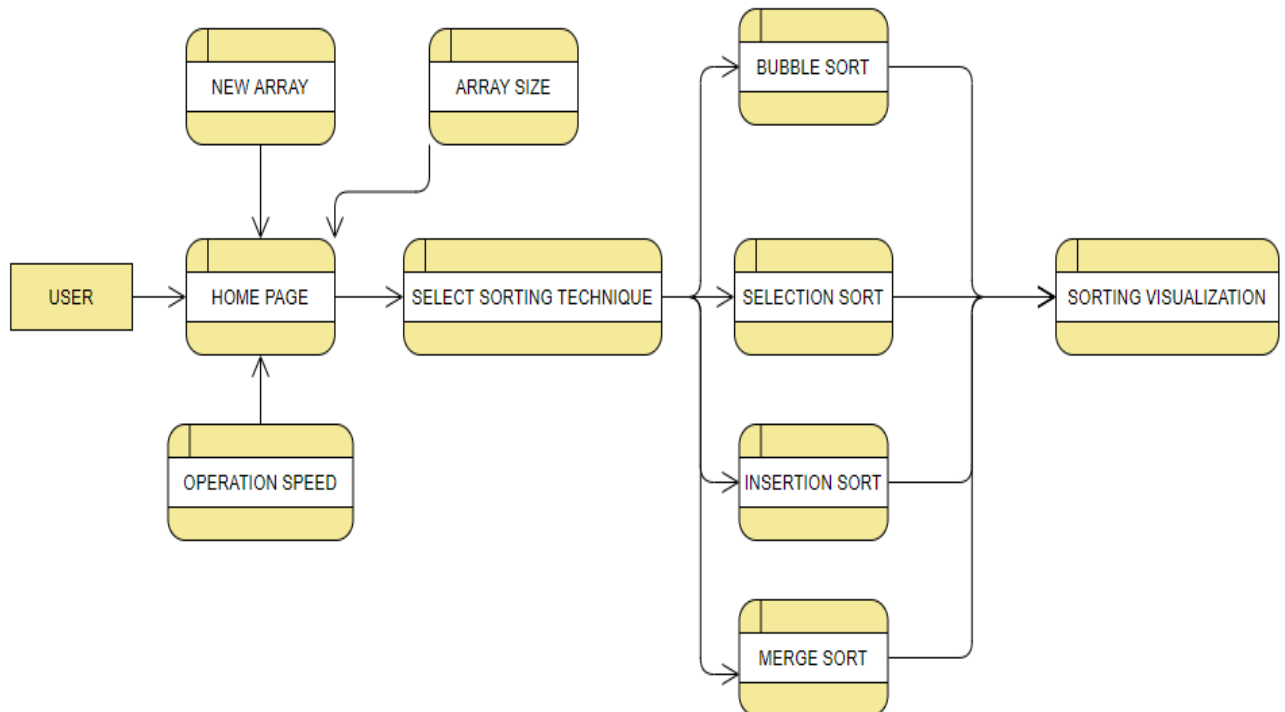 NEW ARRAY
ARRAY SIZE
BUBBLE SORT
USER
HOME PAGE
SELECT SORTING TECHNIQUE
SELECTION SORT
SORTING VISUALIZATION
OPERATION SPEED
INSERTION SORT
MERGE SORT